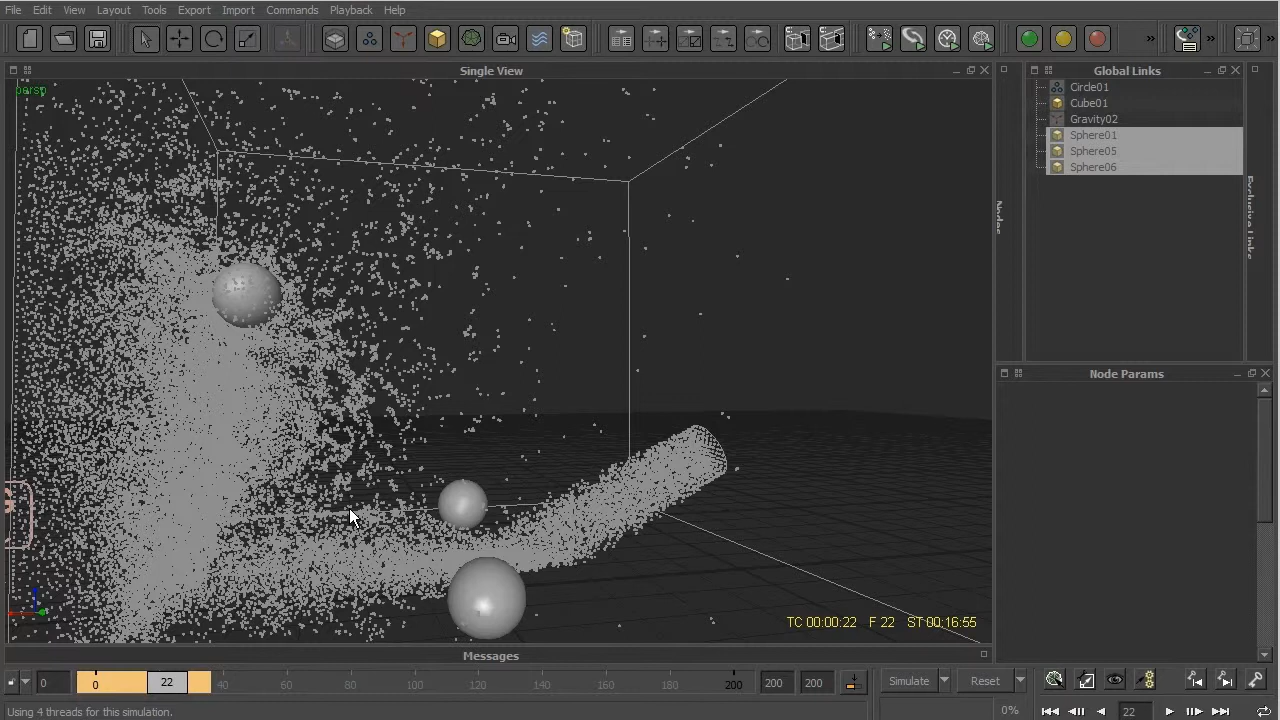 File Edit View Layout Tools Export Import Commands Playback Help
Single View
Global Links
persp
Circle01
Cube01
Gravity02
Sphere01
Sphere05
Sphere06
Nodes
Exclusive Links
Node Params
TC 00:00:22 F 22 ST 00:16:55
Messages
0 0 22 40 60 80 100 120 140 160 180 200 200 200 Simulate Reset
Using 4 threads for this simulation.
0% 22